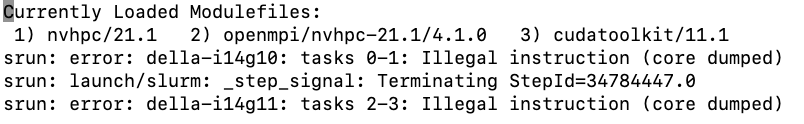 Currently Loaded Modulefiles:
 1) nvhpc/21.1   2) openmpi/nvhpc-21.1/4.1.0   3) cudatoolkit/11.1
srun: error: della-i14g10: tasks 0-1: Illegal instruction (core dumped)
srun: launch/slurm: _step_signal: Terminating StepId=34784447.0
srun: error: della-i14g11: tasks 2-3: Illegal instruction (core dumped)